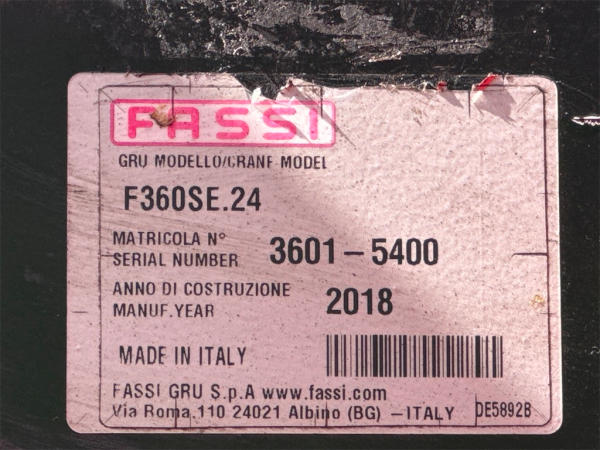 FASSI
GRU MODELLO/CRANE MODEL
F360SE.24
MATRICOLA N°
SERIAL NUMBER 3601-5400
ANNO DI COSTRUZIONE
MANUF.YEAR 2018
MADE IN ITALY
FASSI GRU S.p.A www.fassi.com
Via Roma.110 24021 Albino (BG) -ITALY DE5892B